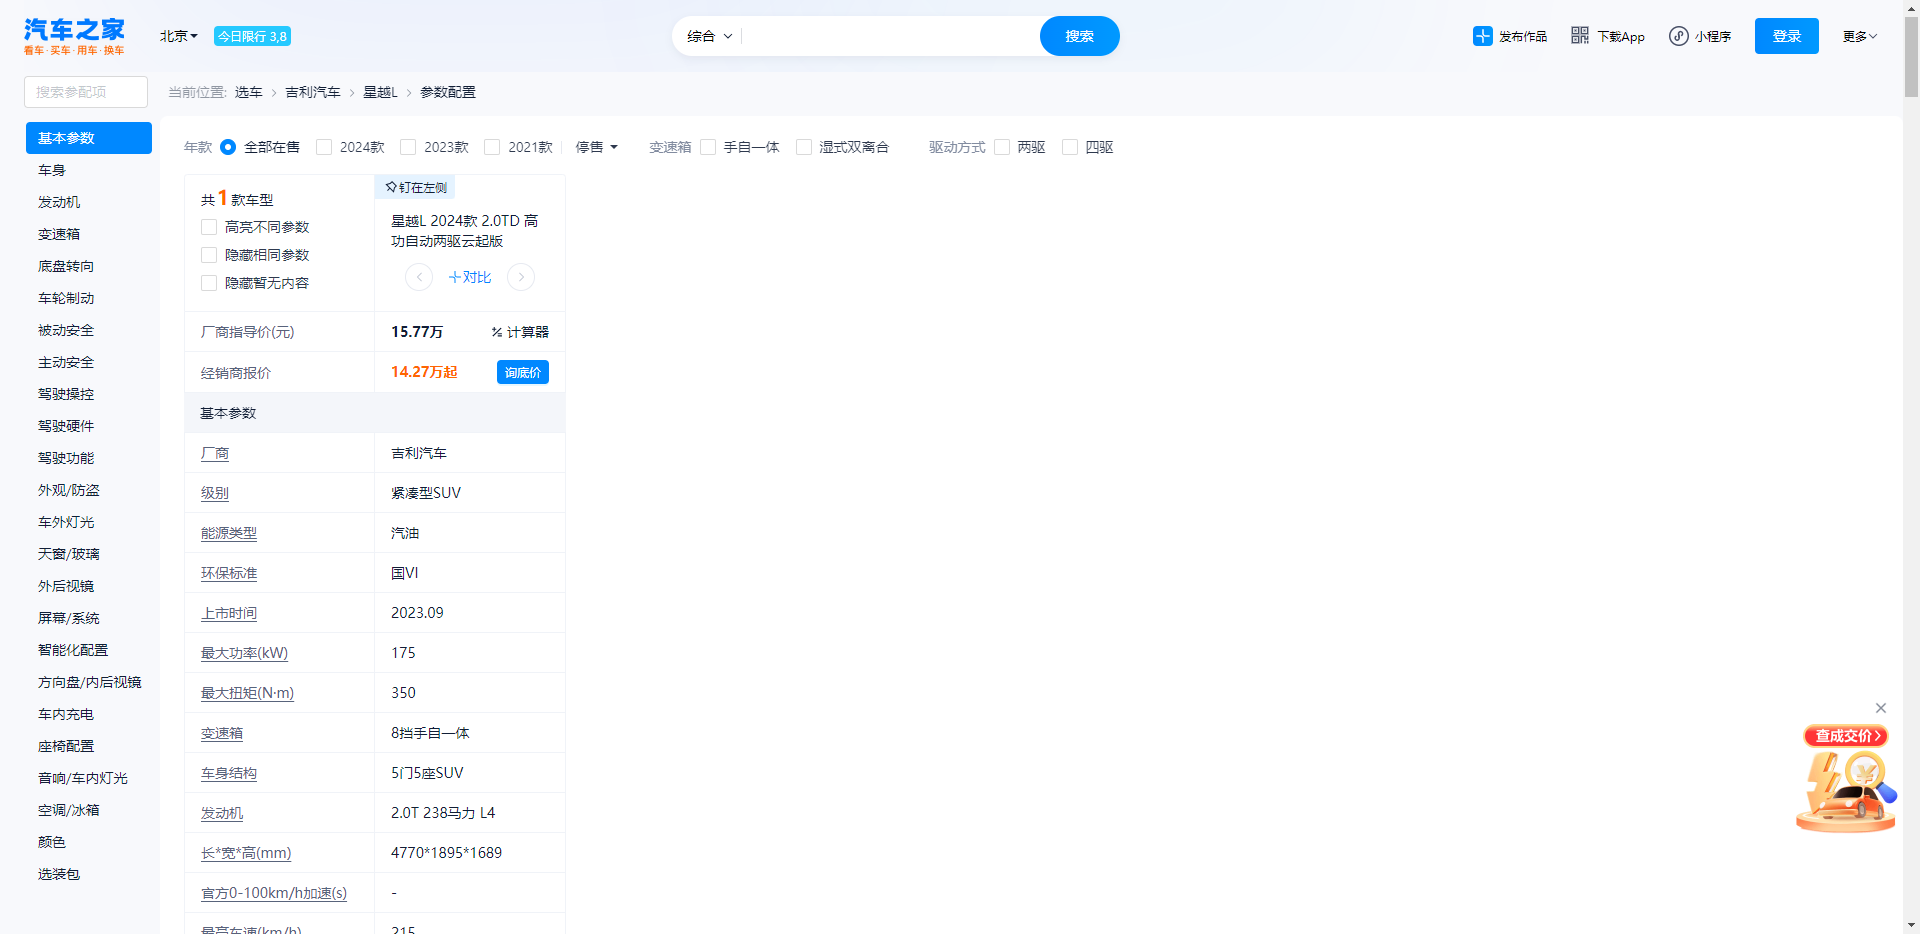 汽车之家
看车·买车·用车·换车
北京
今日限行 3,8
综合
搜索
发布作品
下载App
小程序
登录
更多
搜索参配项
当前位置: 选车 > 吉利汽车 > 星越L > 参数配置
基本参数
车身
发动机
变速箱
底盘转向
车轮制动
被动安全
主动安全
驾驶操控
驾驶硬件
驾驶功能
外观/防盗
车外灯光
天窗/玻璃
外后视镜
屏幕/系统
智能化配置
方向盘/内后视镜
车内充电
座椅配置
音响/车内灯光
空调/冰箱
颜色
选装包
年款 全部在售 2024款 2023款 2021款 停售 变速箱 手自一体 湿式双离合 驱动方式 两驱 四驱
共1款车型
高亮不同参数
隐藏相同参数
隐藏暂无内容
钉在左侧
星越L 2024款 2.0TD 高
功自动两驱云起版
对比
厂商指导价(元) 15.77万 计算器
经销商报价 14.27万起 询底价
基本参数
厂商 吉利汽车
级别 紧凑型SUV
能源类型 汽油
环保标准 国VI
上市时间 2023.09
最大功率(kW) 175
最大扭矩(N·m) 350
变速箱 8挡手自一体
车身结构 5门5座SUV
发动机 2.0T 238马力 L4
长*宽*高(mm) 4770*1895*1689
官方0-100km/h加速(s) -
最高车速(km/h) 215
查成交价